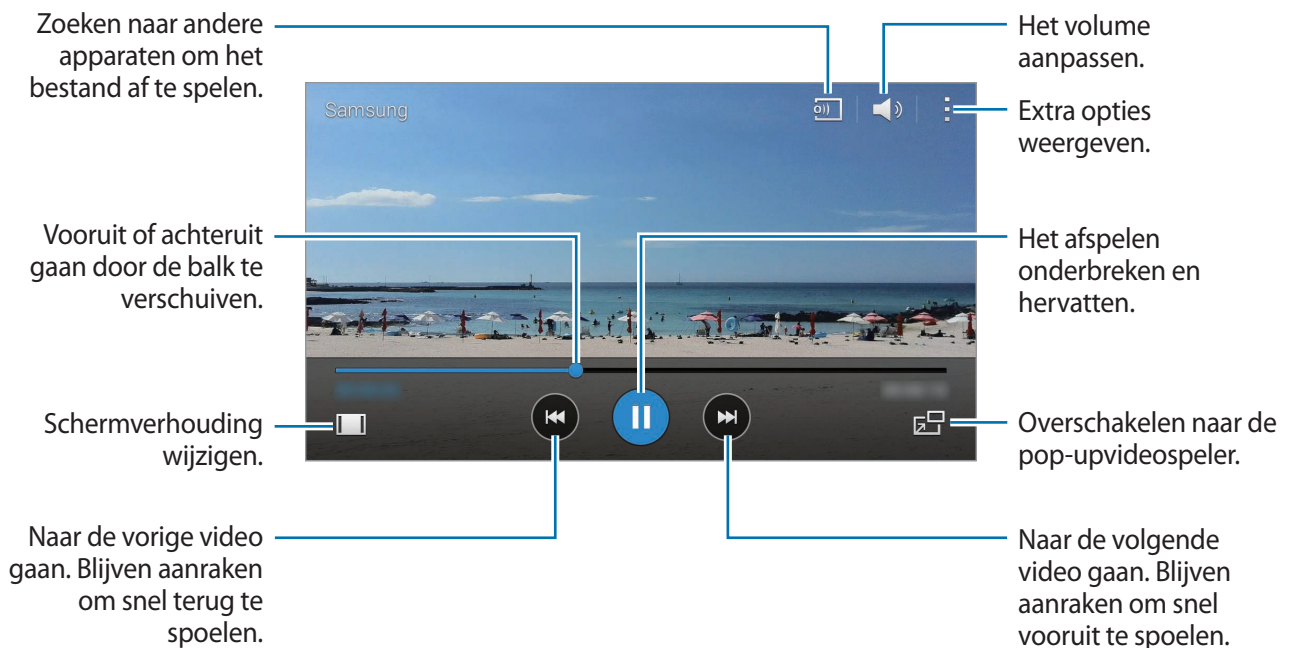 Zoeken naar andere
apparaten om het
bestand af te spelen.
Het volume
aanpassen.
Samsung
Extra opties
weergeven.
Vooruit of achteruit
gaan door de balk te
verschuiven.
Het afspelen
onderbreken en
hervatten.
Schermverhouding
wijzigen.
Overschakelen naar de
pop-upvideospeler.
Naar de vorige video
gaan. Blijven aanraken
om snel terug te
spoelen.
Naar de volgende
video gaan. Blijven
aanraken om snel
vooruit te spoelen.